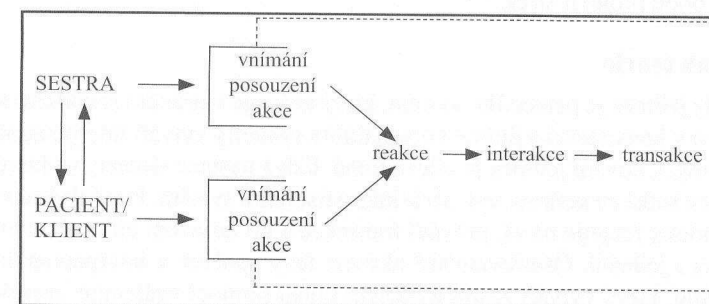 vnímání
posouzení
akce
SESTRA
reakce
interakce
transakce
PACIENT/
KLIENT
vnímání
posouzení
akce